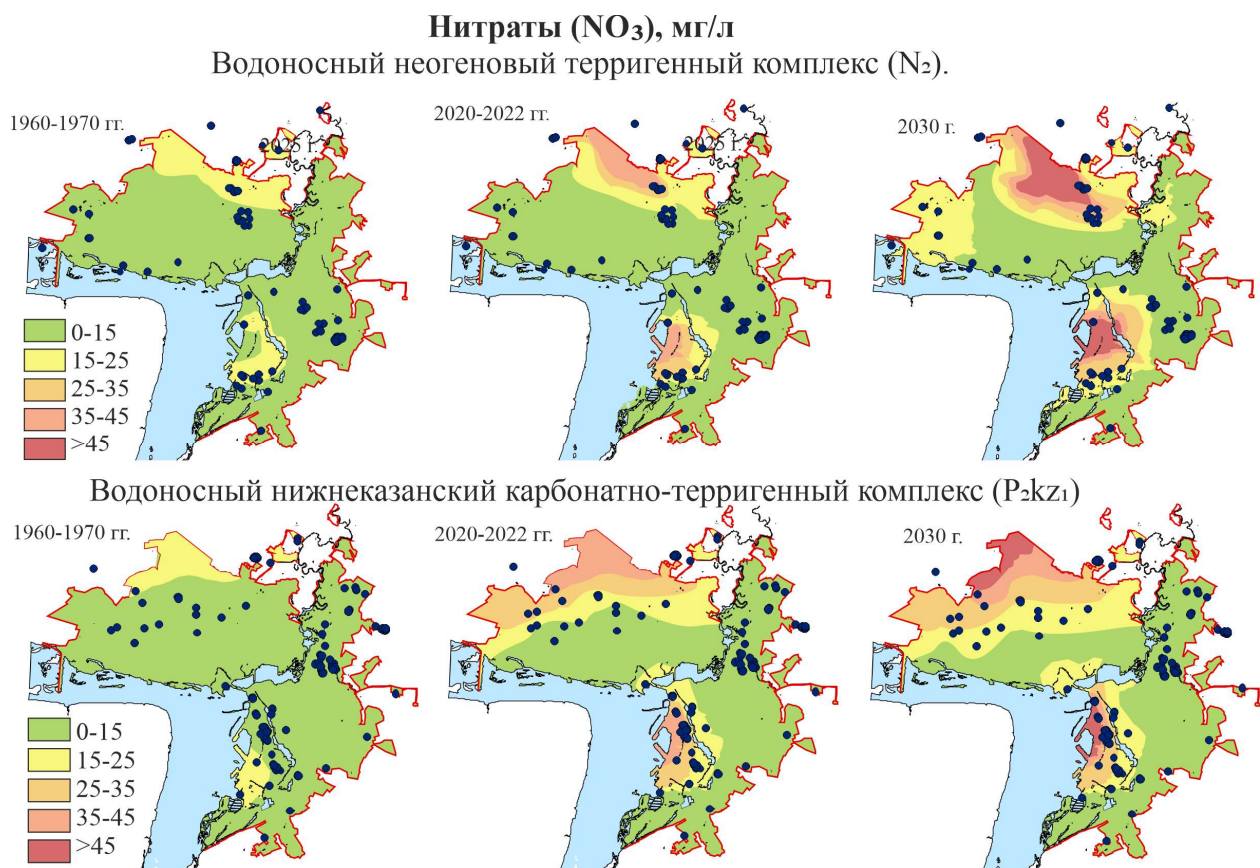 Нитраты (NO₃), мг/л
Водоносный неогеновый терригенный комплекс (N₂).
1960-1970 гг.
2025 г.
2020-2022 гг.
2025 г.
2030 г.
0-15
15-25
25-35
35-45
>45
Водоносный нижнеказанский карбонатно-терригенный комплекс (P₂kz₁)
1960-1970 гг.
2020-2022 гг.
2030 г.
0-15
15-25
25-35
35-45
>45